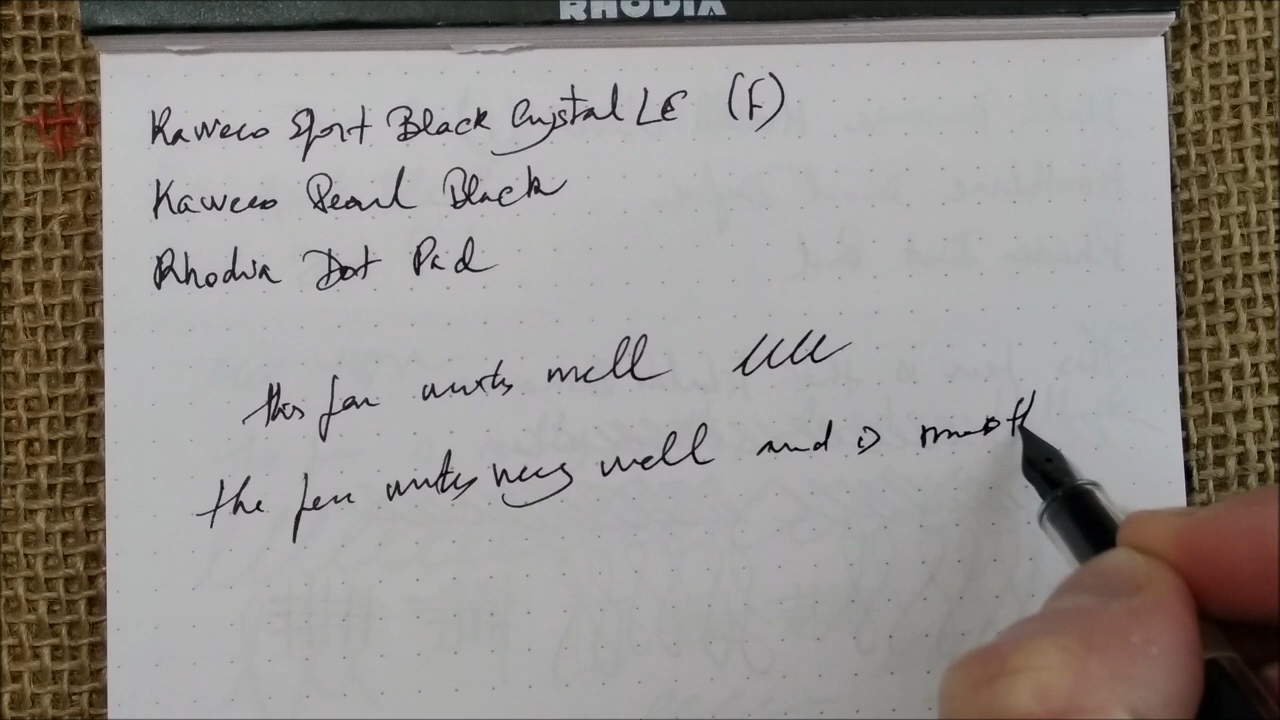 RHODIA
Kaweco Sport Black Crystal LE (F)
Kaweco Pearl Black
Rhodia Dot Pad
this pen writes well llll
the pen writes very well and is smooth